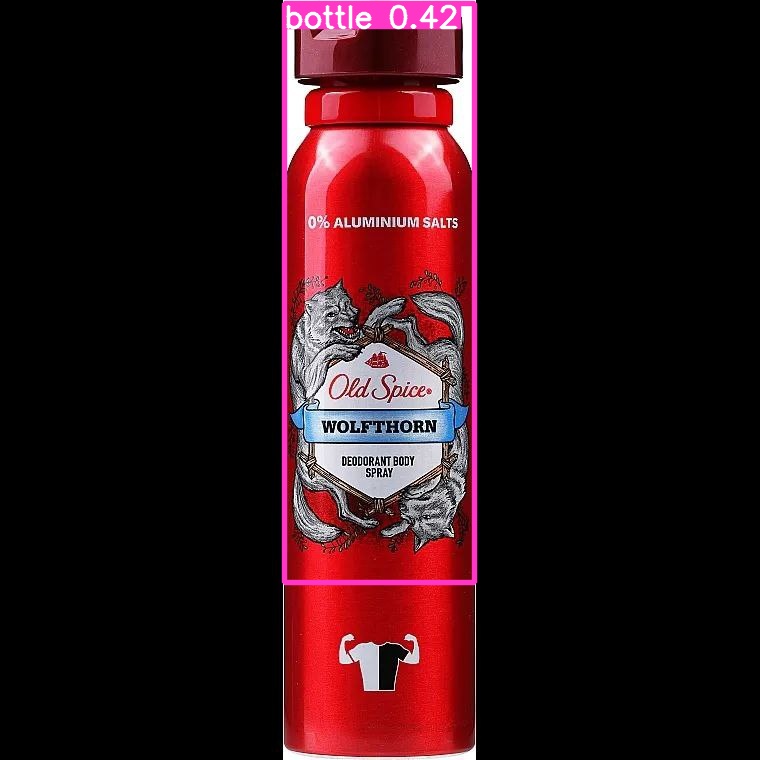 bottle 0.42
0% ALUMINIUM SALTS
Old Spice®
WOLFTHORN
DEODORANT BODY
SPRAY